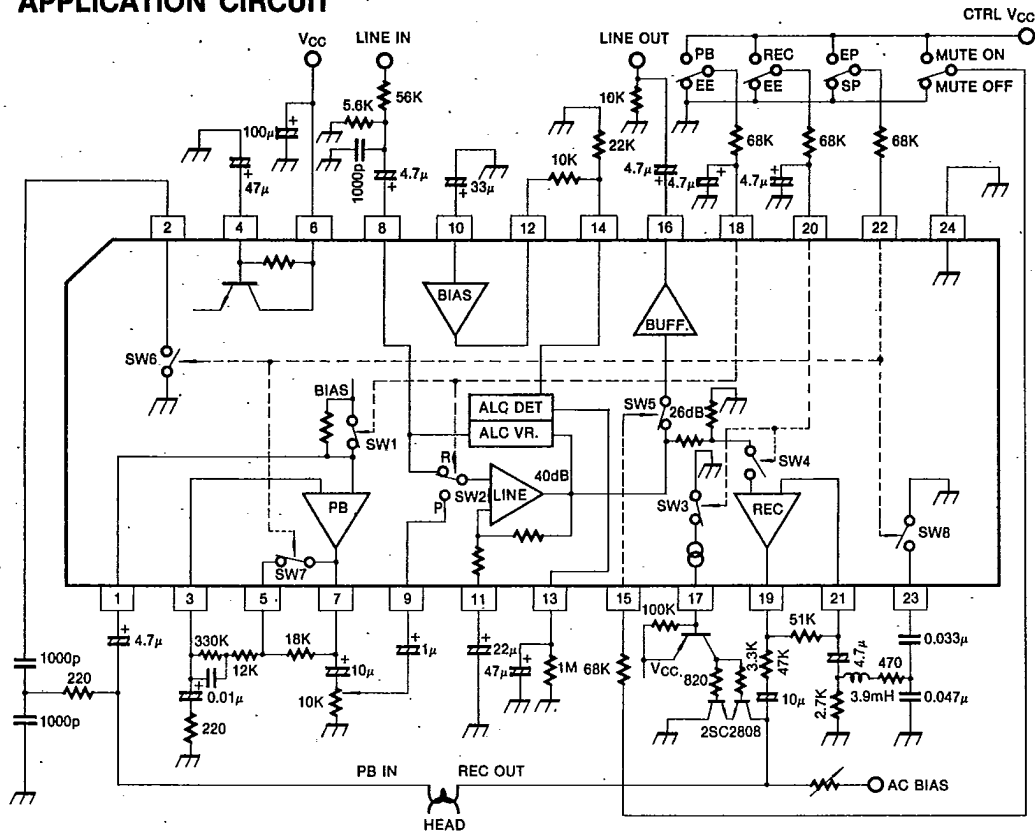 APPLICATION CIRCUIT
CTRL VCC
VCC
LINE IN
LINE OUT
PB
REC
EP
MUTE ON
EE
EE
SP
MUTE OFF
56K
5.6K
10K
100μ
22K
68K
68K
68K
47μ
1000p
4.7μ
33μ
10K
4.7μ
4.7μ
4.7μ
2
4
6
8
10
12
14
16
18
20
22
24
BIAS
BUFF.
SW6
BIAS
ALC DET
ALC VR.
SW5
26dB
SW1
R
SW2
P
LINE
40dB
SW4
SW3
PB
REC
SW8
SW7
1
3
5
7
9
11
13
15
17
19
21
23
4.7μ
330K
12K
18K
10μ
1μ
22μ
47μ
1M
68K
100K
VCC
820
3.3K
47K
51K
4.7μ
470
0.033μ
1000p
220
0.01μ
10K
10μ
2.7K
3.9mH
0.047μ
1000p
220
2SC2808
PB IN
REC OUT
AC BIAS
HEAD